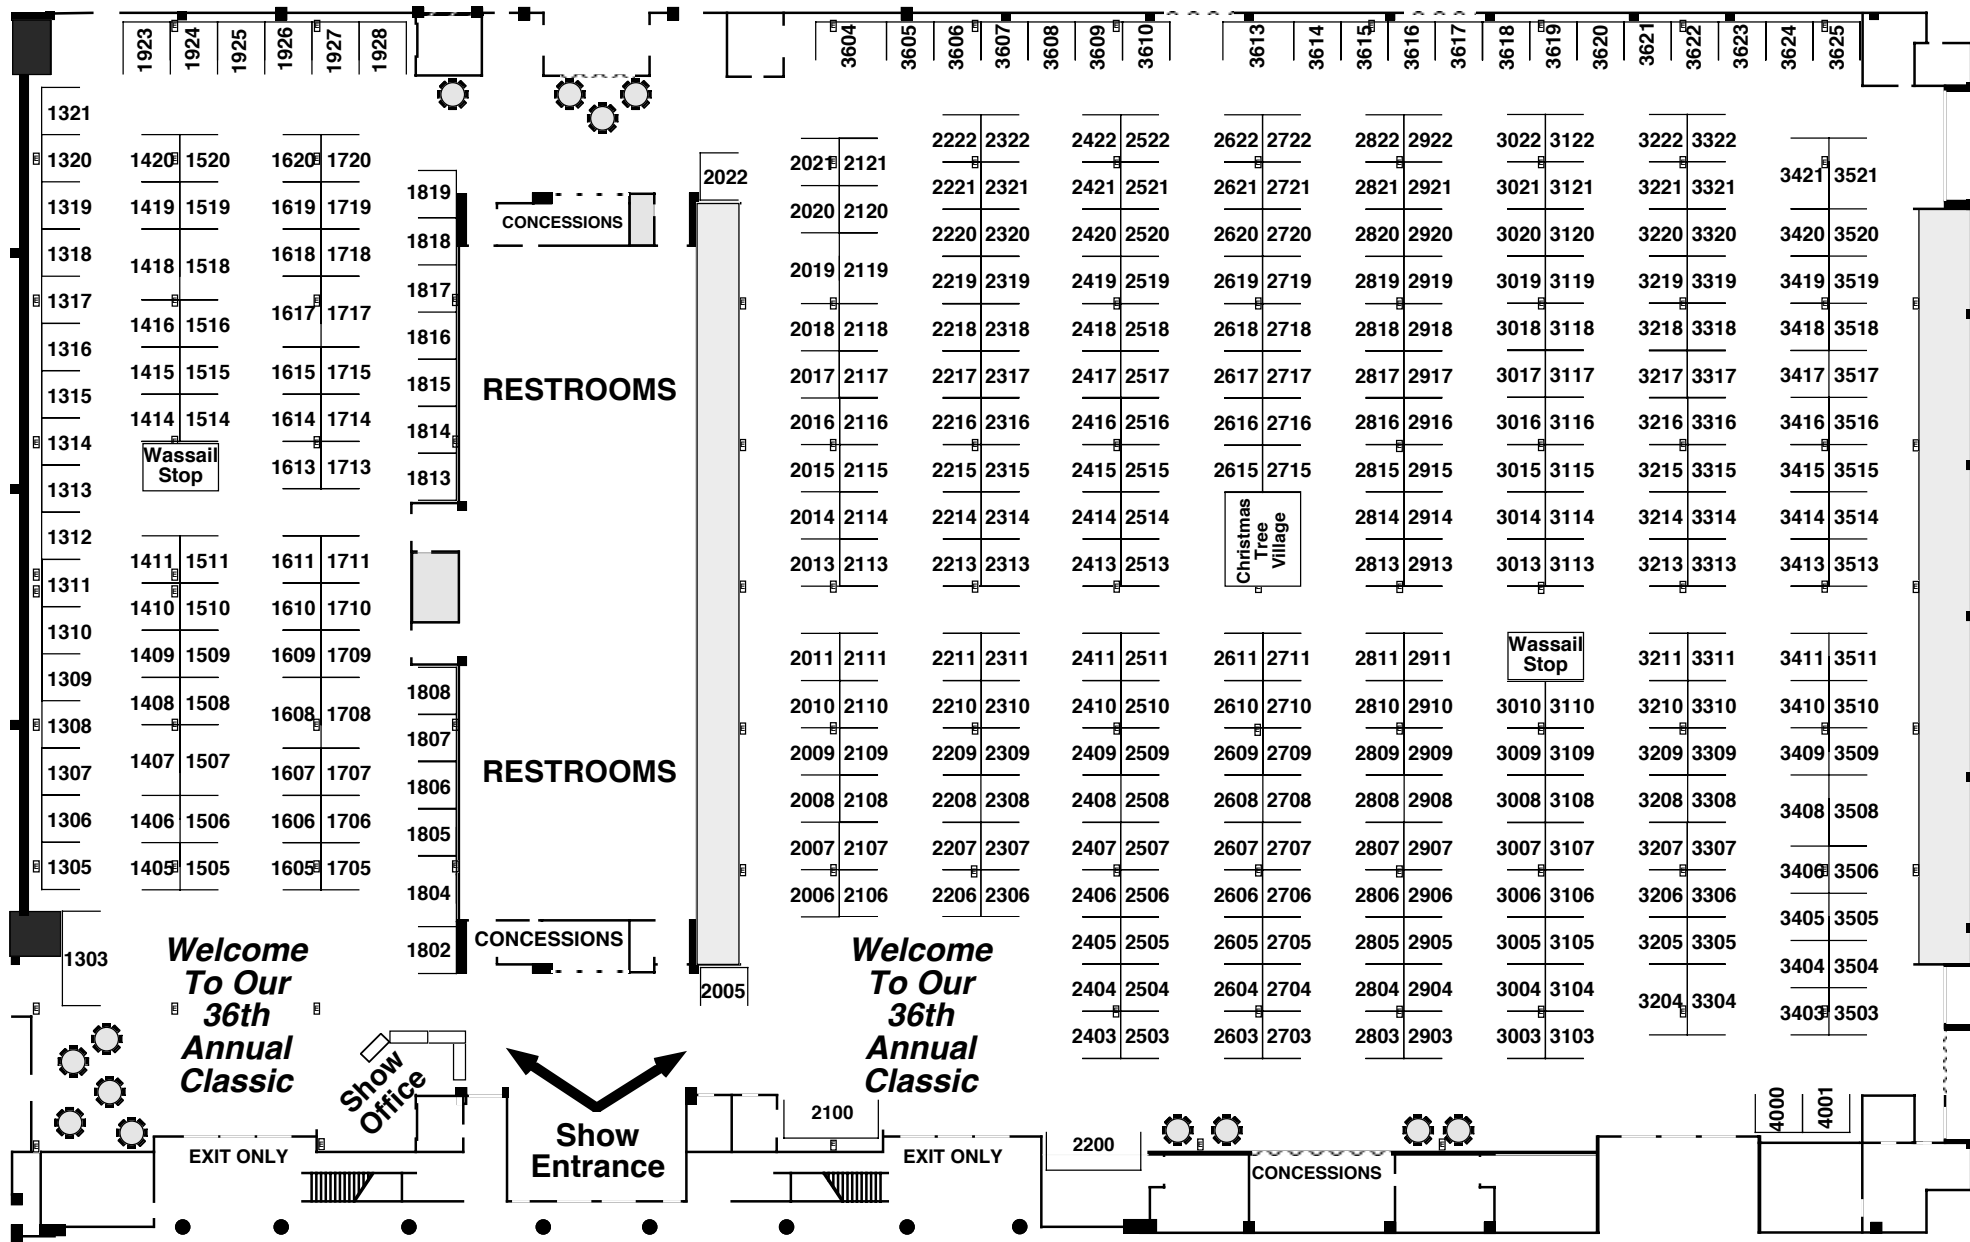 1923 1924 1925 1926 1927 1928 3604 3605 3606 3607 3608 3609 3610 3613 3614 3615 3616 3617 3618 3619 3620 3621 3622 3623 3624 3625
1321
2222 2322 2422 2522 2622 2722 2822 2922 3022 3122 3222 3322
1320 1420 1520 1620 1720 2021 2121
2022
3421 3521
1819
2221 2321 2421 2521 2621 2721 2821 2921 3021 3121 3221 3321
1319 1419 1519 1619 1719 2020 2120
CONCESSIONS
2220 2320 2420 2520 2620 2720 2820 2920 3020 3120 3220 3320 3420 3520
1818
1318 1618 1718
1418 1518 2019 2119
2219 2319 2419 2519 2619 2719 2819 2919 3019 3119 3219 3319 3419 3519
1817
1317
1617 1717
1416 1516 2018 2118 2218 2318 2418 2518 2618 2718 2818 2918 3018 3118 3218 3318 3418 3518
1816
1316
1415 1515 1615 1715 2017 2117 2217 2317 2417 2517 2617 2717 2817 2917 3017 3117 3217 3317 3417 3517
1815
RESTROOMS
1315
1414 1514 1614 1714 2016 2116 2216 2316 2416 2516 2616 2716 2816 2916 3016 3116 3216 3316 3416 3516
1814
1314
Wassail
Stop
1613 1713 2015 2115 2215 2315 2415 2515 2615 2715 2815 2915 3015 3115 3215 3315 3415 3515
1813
1313
2014 2114 2214 2314 2414 2514 2814 2914 3014 3114 3214 3314 3414 3514
1312
Christmas
Tree
Village
1411 1511 1611 1711 2013 2113 2213 2313 2413 2513 2813 2913 3013 3113 3213 3313 3413 3513
1311
1410 1510 1610 1710
1310
Wassail
Stop
1409 1509 1609 1709 2011 2111 2211 2311 2411 2511 2611 2711 2811 2911 3211 3311 3411 3511
1309
1808
1408 1508 2010 2110 2210 2310 2410 2510 2610 2710 2810 2910 3010 3110 3210 3310 3410 3510
1608 1708
1308
1807
1407 1507 2009 2109 2209 2309 2409 2509 2609 2709 2809 2909 3009 3109 3209 3309 3409 3509
RESTROOMS
1307 1607 1707
1806
2008 2108 2208 2308 2408 2508 2608 2708 2808 2908 3008 3108 3208 3308
3408 3508
1306 1406 1506 1606 1706
1805
2007 2107 2207 2307 2407 2507 2607 2707 2807 2907 3007 3107 3207 3307
1305 1405 1505 1605 1705 3406 3506
1804 2006 2106 2206 2306 2406 2506 2606 2706 2806 2906 3006 3106 3206 3306
3405 3505
CONCESSIONS
1802 2405 2505 2605 2705 2805 2905 3005 3105 3205 3305
1303
3404 3504
2005
2404 2504 2604 2704 2804 2904 3004 3104
3204 3304
3403 3503
2403 2503 2603 2703 2803 2903 3003 3103
Welcome
To Our
36th
Annual
Classic
Welcome
To Our
36th
Annual
Classic
Show
Office
2100
4000 4001
Show
Entrance
2200
EXIT ONLY
EXIT ONLY
CONCESSIONS